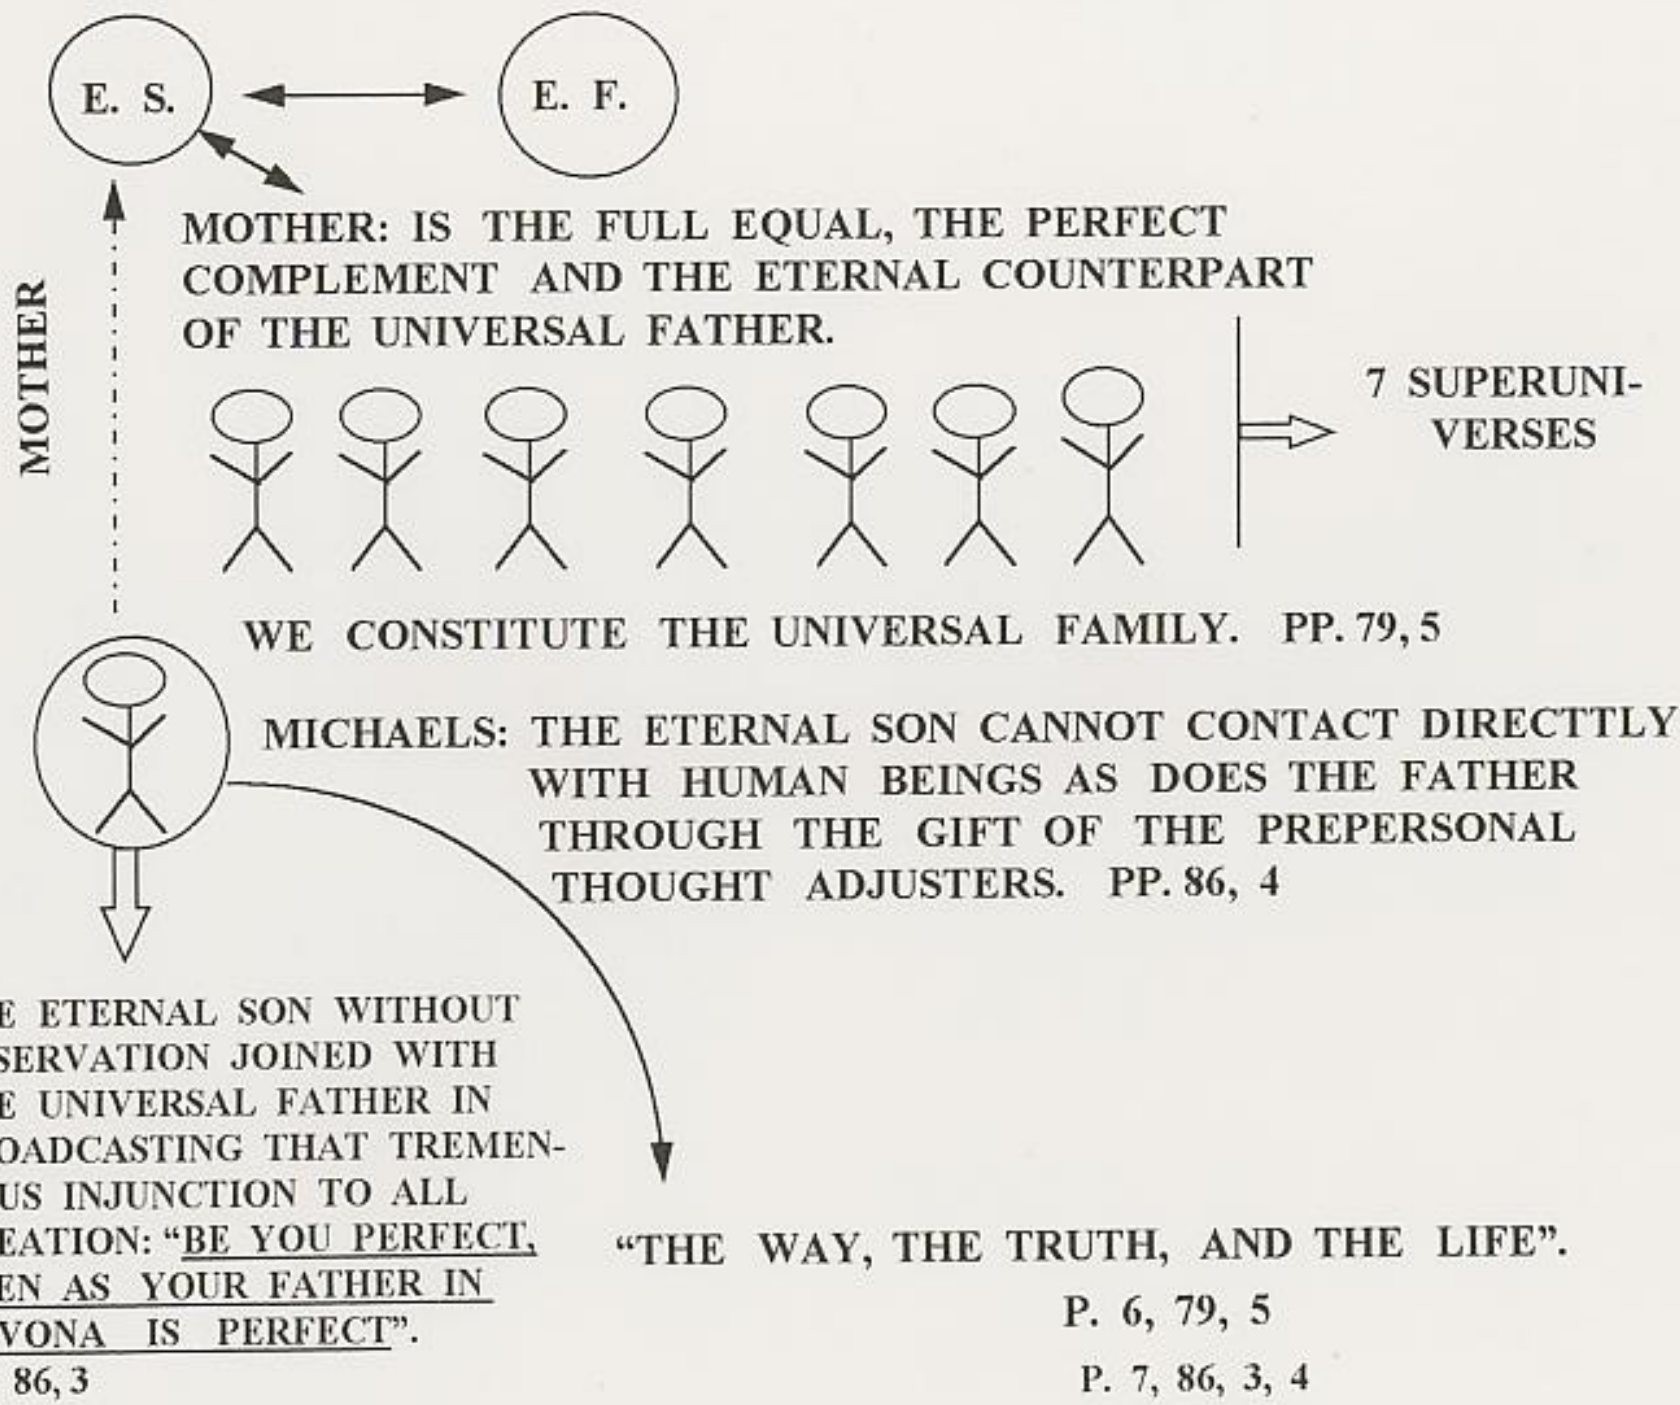 E. S.
E. F.
MOTHER: IS THE FULL EQUAL, THE PERFECT
COMPLEMENT AND THE ETERNAL COUNTERPART
OF THE UNIVERSAL FATHER.
MOTHER
7 SUPERUNI-
VERSES
WE CONSTITUTE THE UNIVERSAL FAMILY. PP. 79, 5
MICHAELS: THE ETERNAL SON CANNOT CONTACT DIRECTTLY
WITH HUMAN BEINGS AS DOES THE FATHER
THROUGH THE GIFT OF THE PREPERSONAL
THOUGHT ADJUSTERS. PP. 86, 4
E ETERNAL SON WITHOUT
SERVATION JOINED WITH
E UNIVERSAL FATHER IN
OADCASTING THAT TREMEN-
US INJUNCTION TO ALL
EATION: “BE YOU PERFECT,
EN AS YOUR FATHER IN
VONA IS PERFECT”.
86, 3
“THE WAY, THE TRUTH, AND THE LIFE”.
P. 6, 79, 5
P. 7, 86, 3, 4